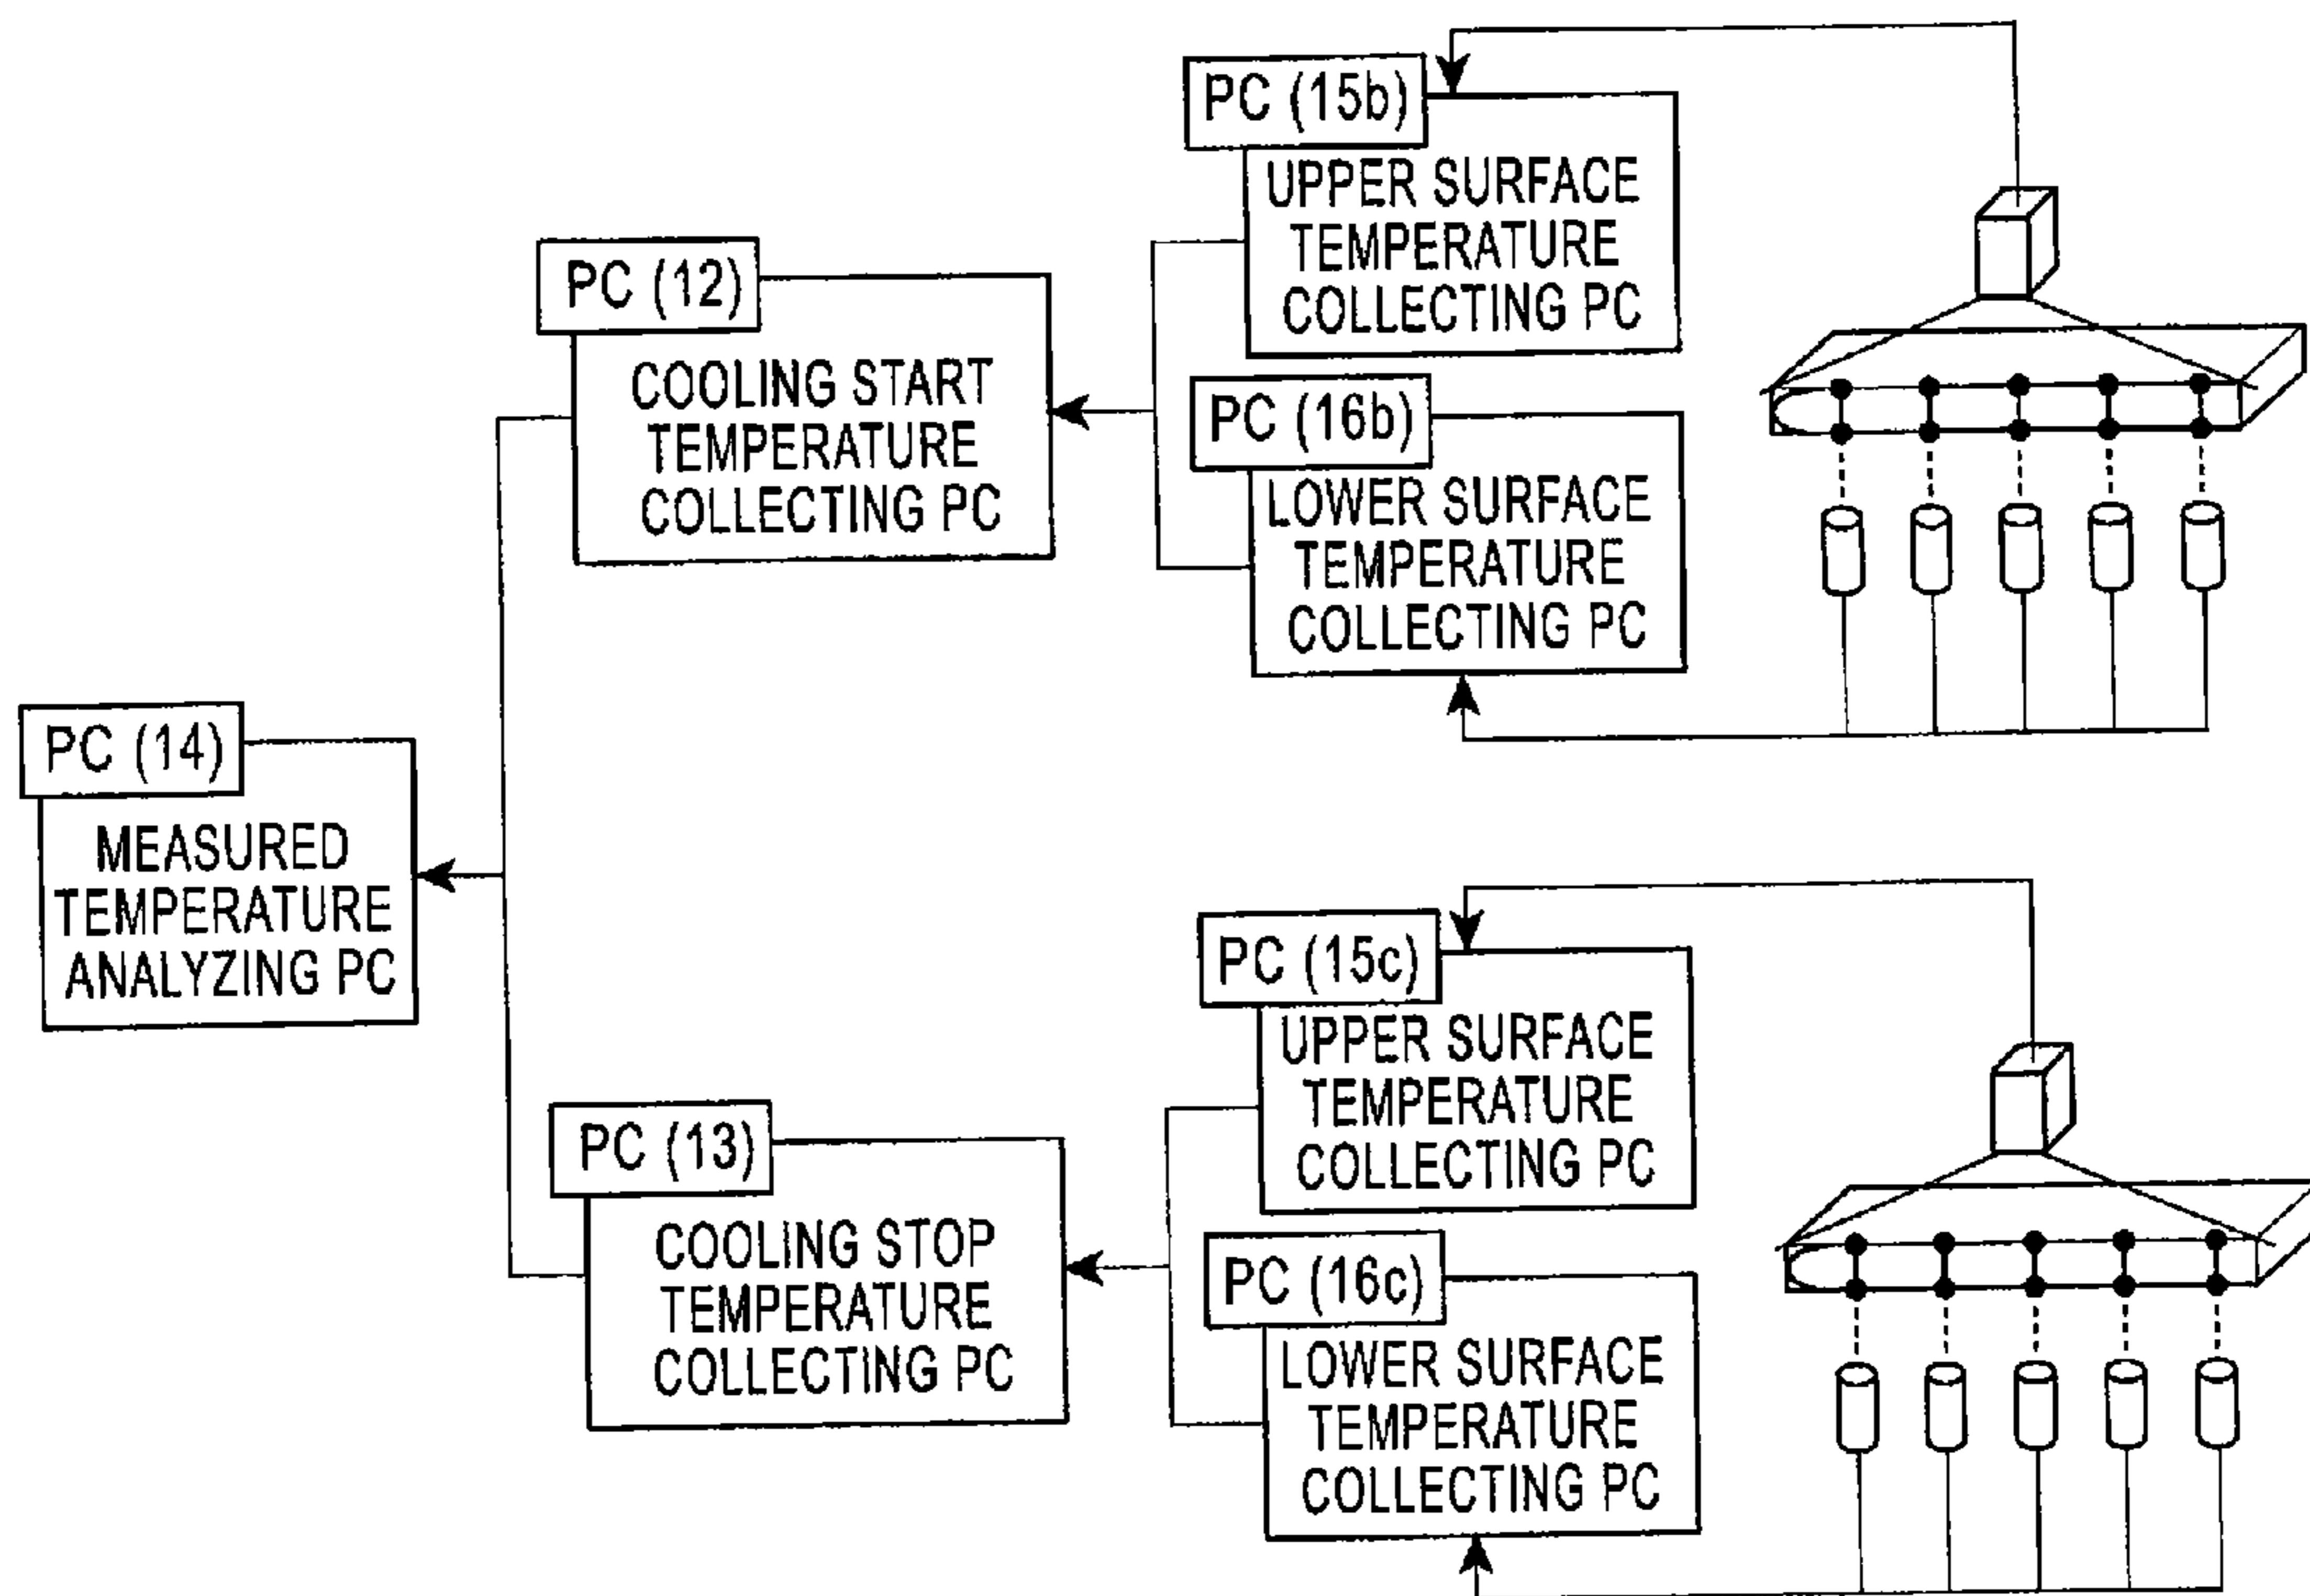 PC (15b)
UPPER SURFACE
TEMPERATURE
COLLECTING PC
PC (12)
COOLING START
TEMPERATURE
COLLECTING PC
PC (16b)
LOWER SURFACE
TEMPERATURE
COLLECTING PC
PC (14)
MEASURED
TEMPERATURE
ANALYZING PC
PC (15c)
UPPER SURFACE
TEMPERATURE
COLLECTING PC
PC (13)
COOLING STOP
TEMPERATURE
COLLECTING PC
PC (16c)
LOWER SURFACE
TEMPERATURE
COLLECTING PC